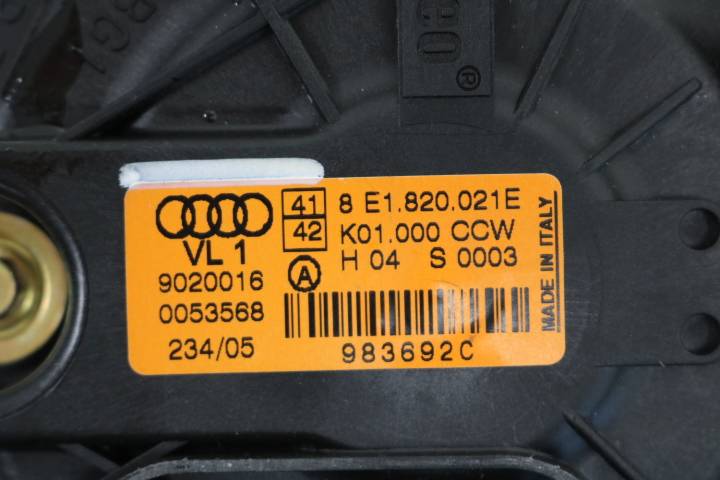 eo®
41 8 E1.820.021E
42 K01.000 CCW
VL 1
A H 04 S 0003
9020016
0053568
234/05
983692C
MADE IN ITALY